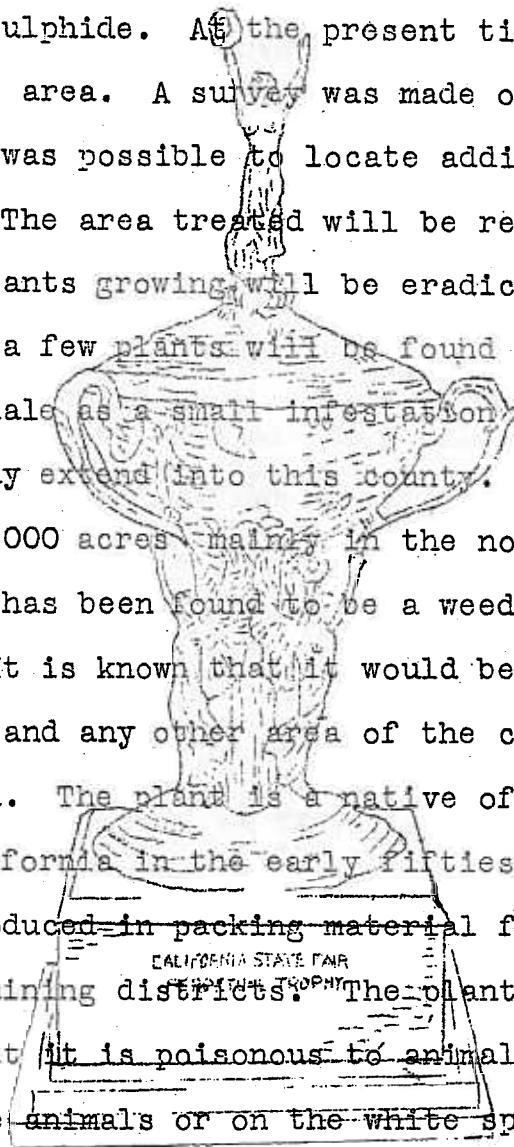 ulphide. At the present ti
area. A survey was made o
was possible to locate addi
The area treated will be re
ants growing will be eradic
a few plants will be found
ale as a small infestation
y extend into this county.
000 acres mainly in the no
has been found to be a weed
t is known that it would be
and any other area of the c
. The plant is a native of
fornia in the early fifties
oduced in packing material f
CALIFORNIA STATE FAIR
PERPETUAL TROPHY
ining districts. The plant
t it is poisonous to animal
e animals or on the white sp